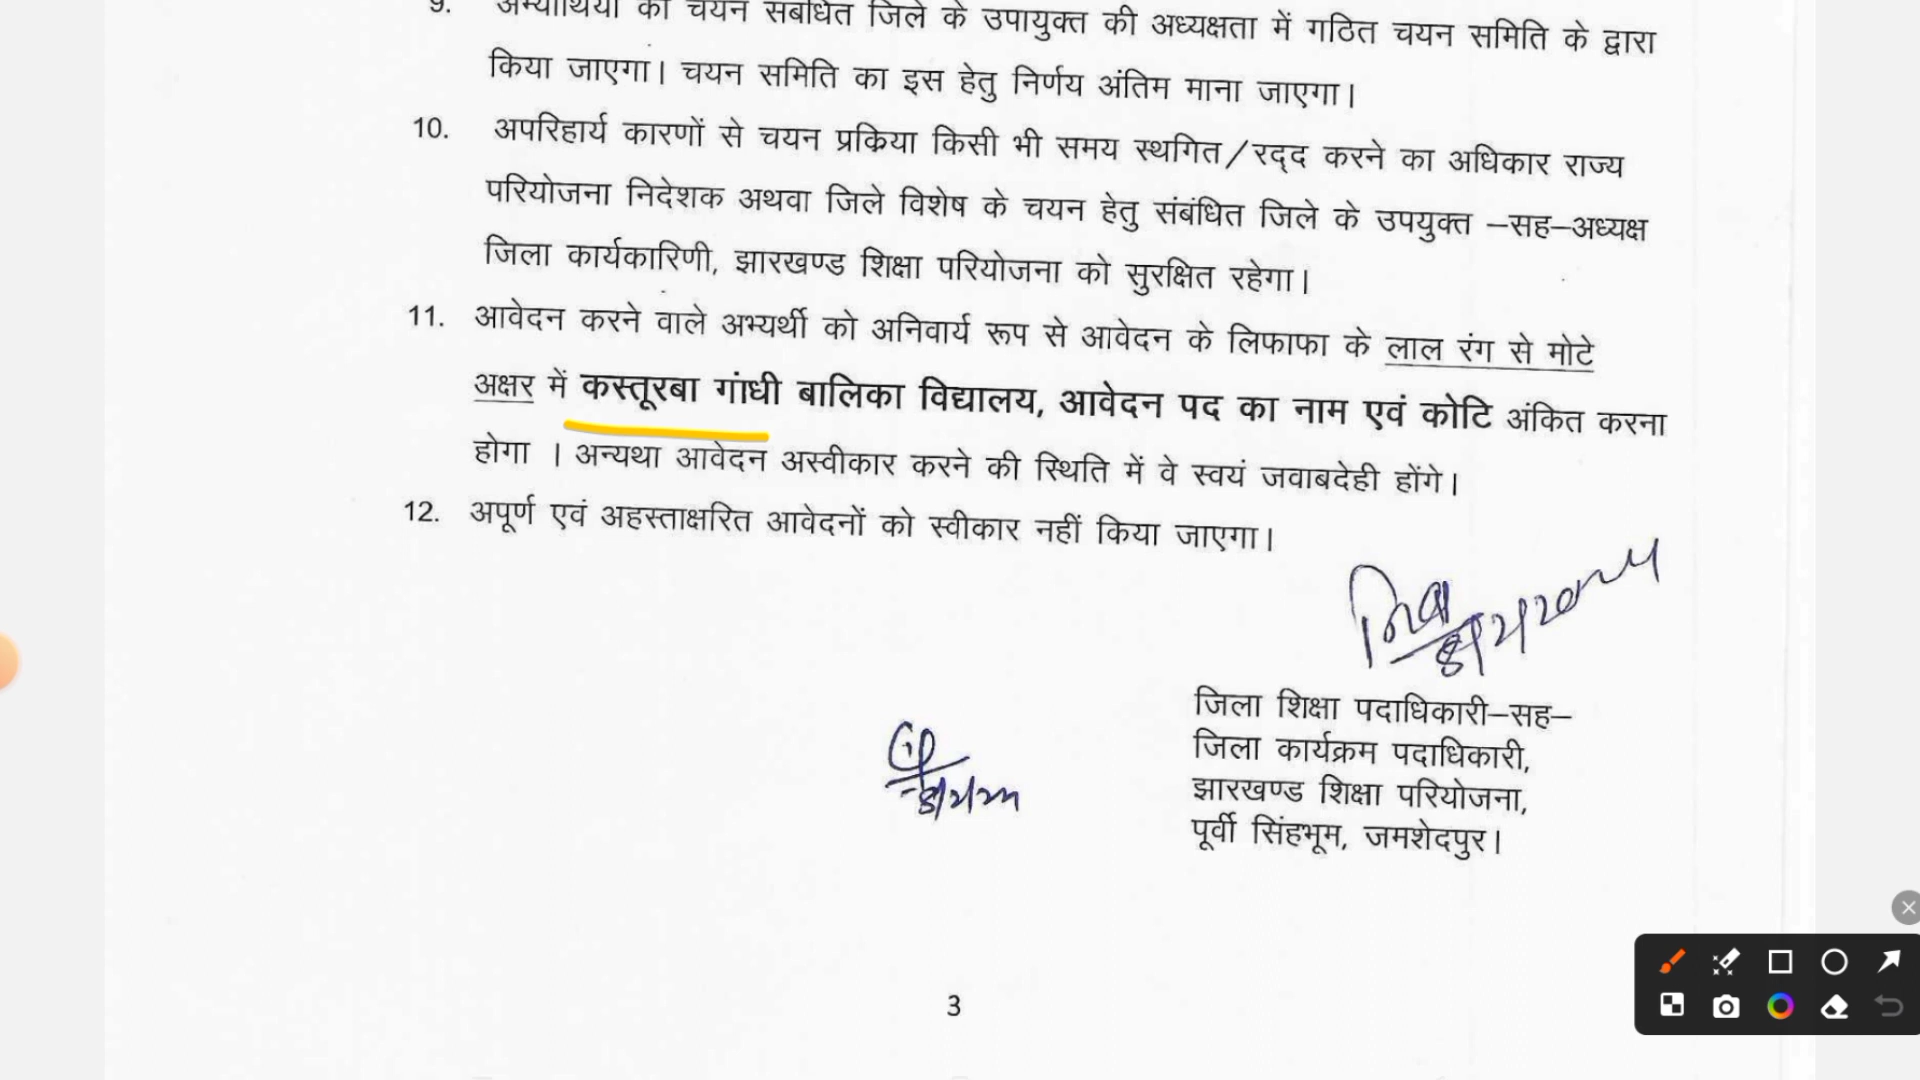 9. अभ्यर्थियों का चयन संबंधित जिले के उपायुक्त की अध्यक्षता में गठित चयन समिति के द्वारा
किया जाएगा। चयन समिति का इस हेतु निर्णय अंतिम माना जाएगा।
10. अपरिहार्य कारणों से चयन प्रक्रिया किसी भी समय स्थगित/रद्द करने का अधिकार राज्य
परियोजना निदेशक अथवा जिले विशेष के चयन हेतु संबंधित जिले के उपयुक्त –सह–अध्यक्ष
जिला कार्यकारिणी, झारखण्ड शिक्षा परियोजना को सुरक्षित रहेगा।
11. आवेदन करने वाले अभ्यर्थी को अनिवार्य रूप से आवेदन के लिफाफा के लाल रंग से मोटे
अक्षर में कस्तूरबा गांधी बालिका विद्यालय, आवेदन पद का नाम एवं कोटि अंकित करना
होगा । अन्यथा आवेदन अस्वीकार करने की स्थिति में वे स्वयं जवाबदेही होंगे।
12. अपूर्ण एवं अहस्ताक्षरित आवेदनों को स्वीकार नहीं किया जाएगा।
जिला शिक्षा पदाधिकारी–सह–
जिला कार्यक्रम पदाधिकारी,
झारखण्ड शिक्षा परियोजना,
पूर्वी सिंहभूम, जमशेदपुर।
3